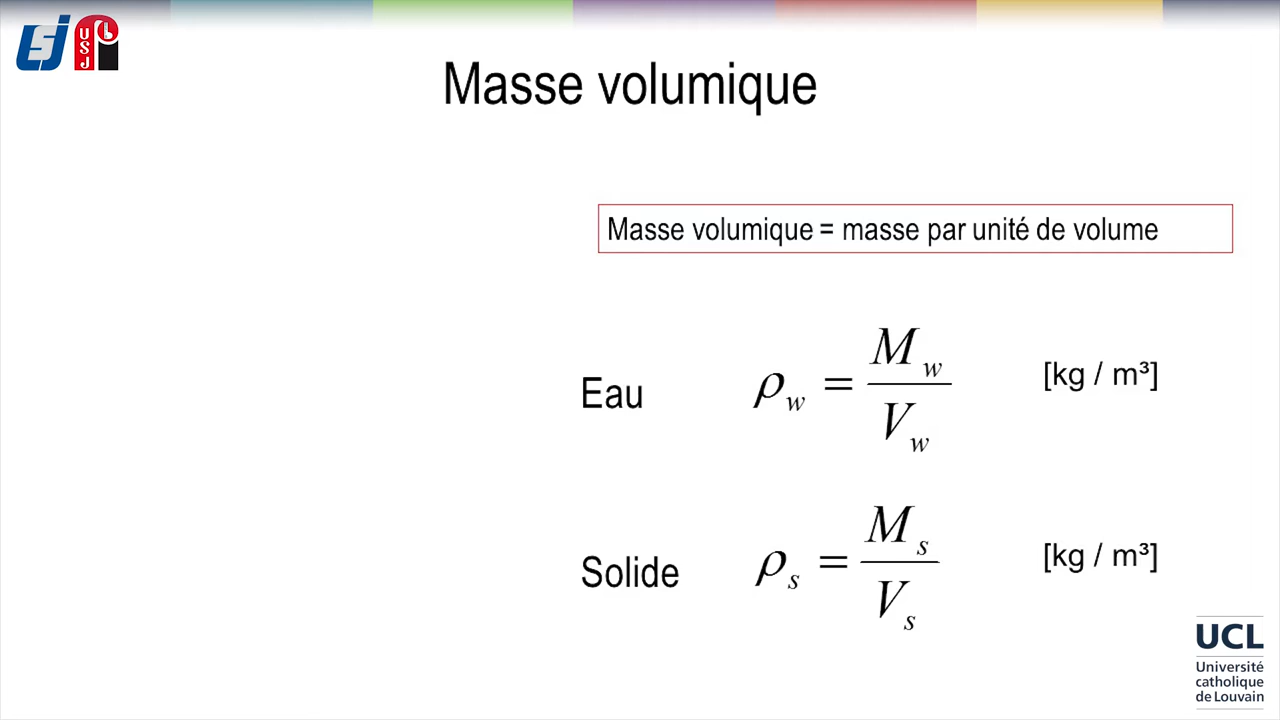 USJ
Masse volumique
Masse volumique = masse par unité de volume
Eau ρw = Mw / Vw [kg / m³]
Solide ρs = Ms / Vs [kg / m³]
UCL
Université
catholique
de Louvain